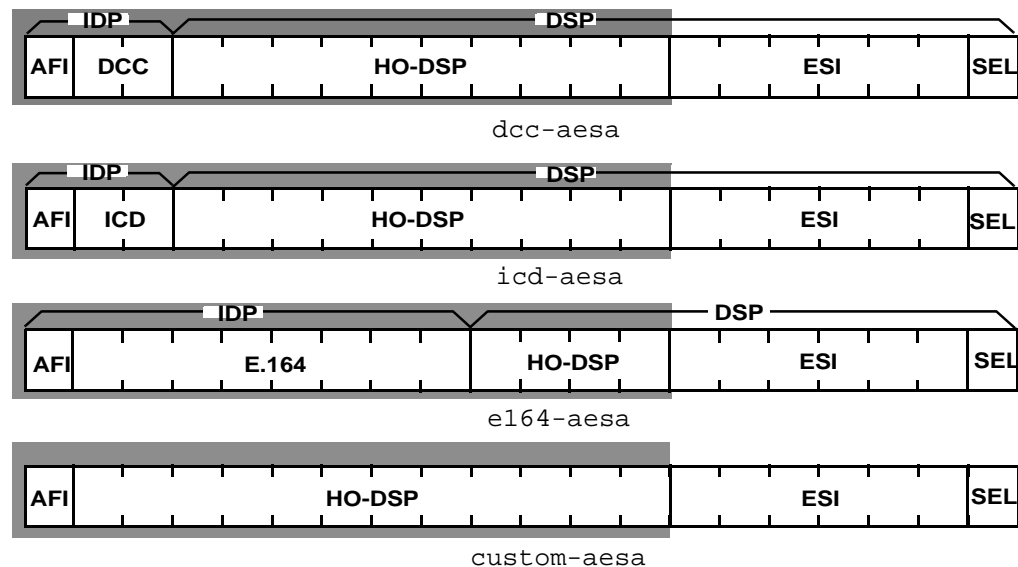 IDP DSP
AFI DCC HO-DSP ESI SEL
dcc-aesa
IDP DSP
AFI ICD HO-DSP ESI SEL
icd-aesa
IDP DSP
AFI E.164 HO-DSP ESI SEL
e164-aesa
AFI HO-DSP ESI SEL
custom-aesa